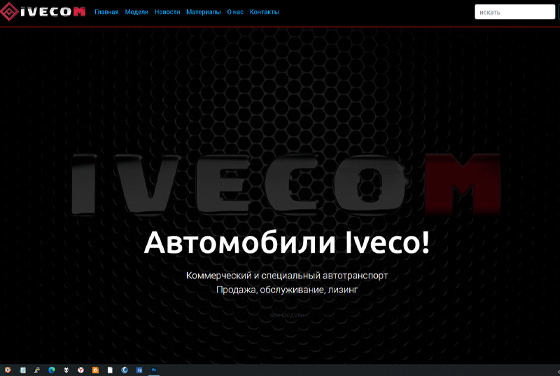 IVECOM
Главная Модели Новости Материалы О нас Контакты
искать
IVECOM
Автомобили Iveco!
Коммерческий и специальный автотранспорт
Продажа, обслуживание, лизинг